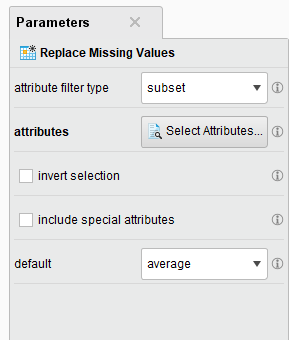 Parameters
Replace Missing Values
attribute filter type subset
attributes Select Attributes...
invert selection
include special attributes
default average